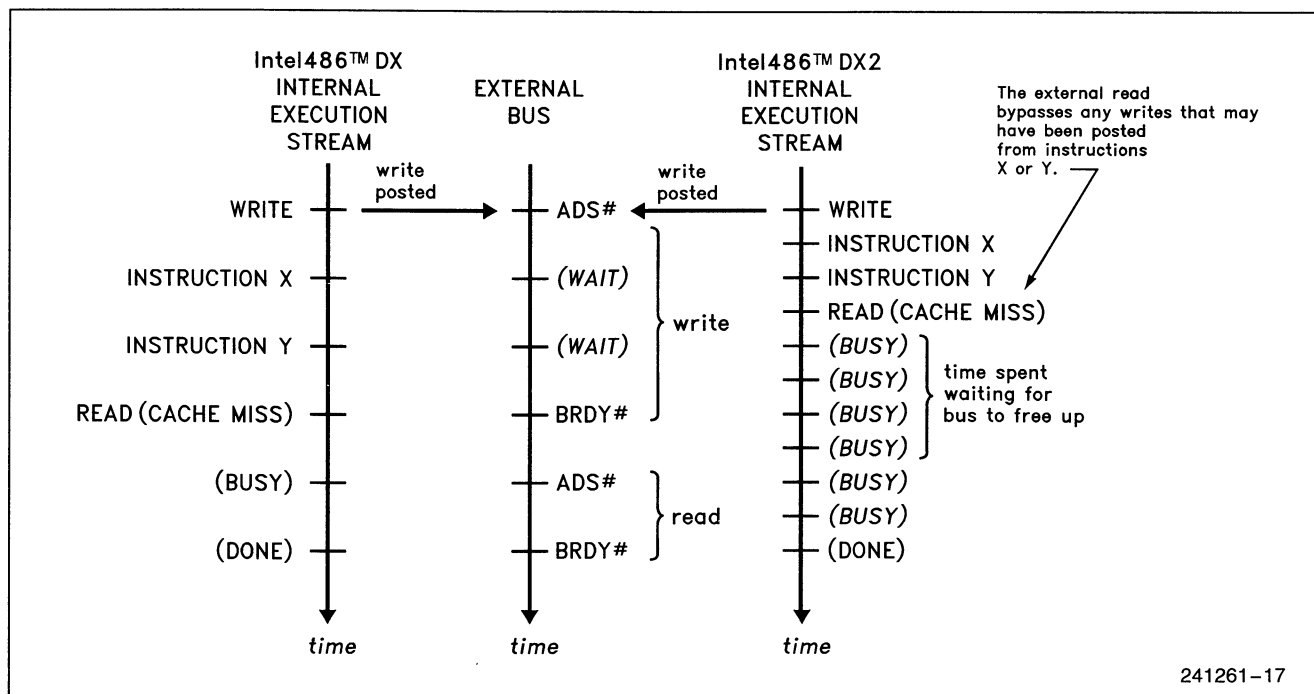 Intel486™ DX
INTERNAL
EXECUTION
STREAM
EXTERNAL
BUS
Intel486™ DX2
INTERNAL
EXECUTION
STREAM
The external read
bypasses any writes that may
have been posted
from instructions
X or Y.
write
posted
write
posted
WRITE
INSTRUCTION X
INSTRUCTION Y
READ (CACHE MISS)
(BUSY)
(DONE)
time
ADS#
(WAIT)
(WAIT)
BRDY#
write
ADS#
BRDY#
read
time
WRITE
INSTRUCTION X
INSTRUCTION Y
READ (CACHE MISS)
(BUSY)
(BUSY)
(BUSY)
(BUSY)
time spent
waiting for
bus to free up
(BUSY)
(BUSY)
(DONE)
time
241261–17